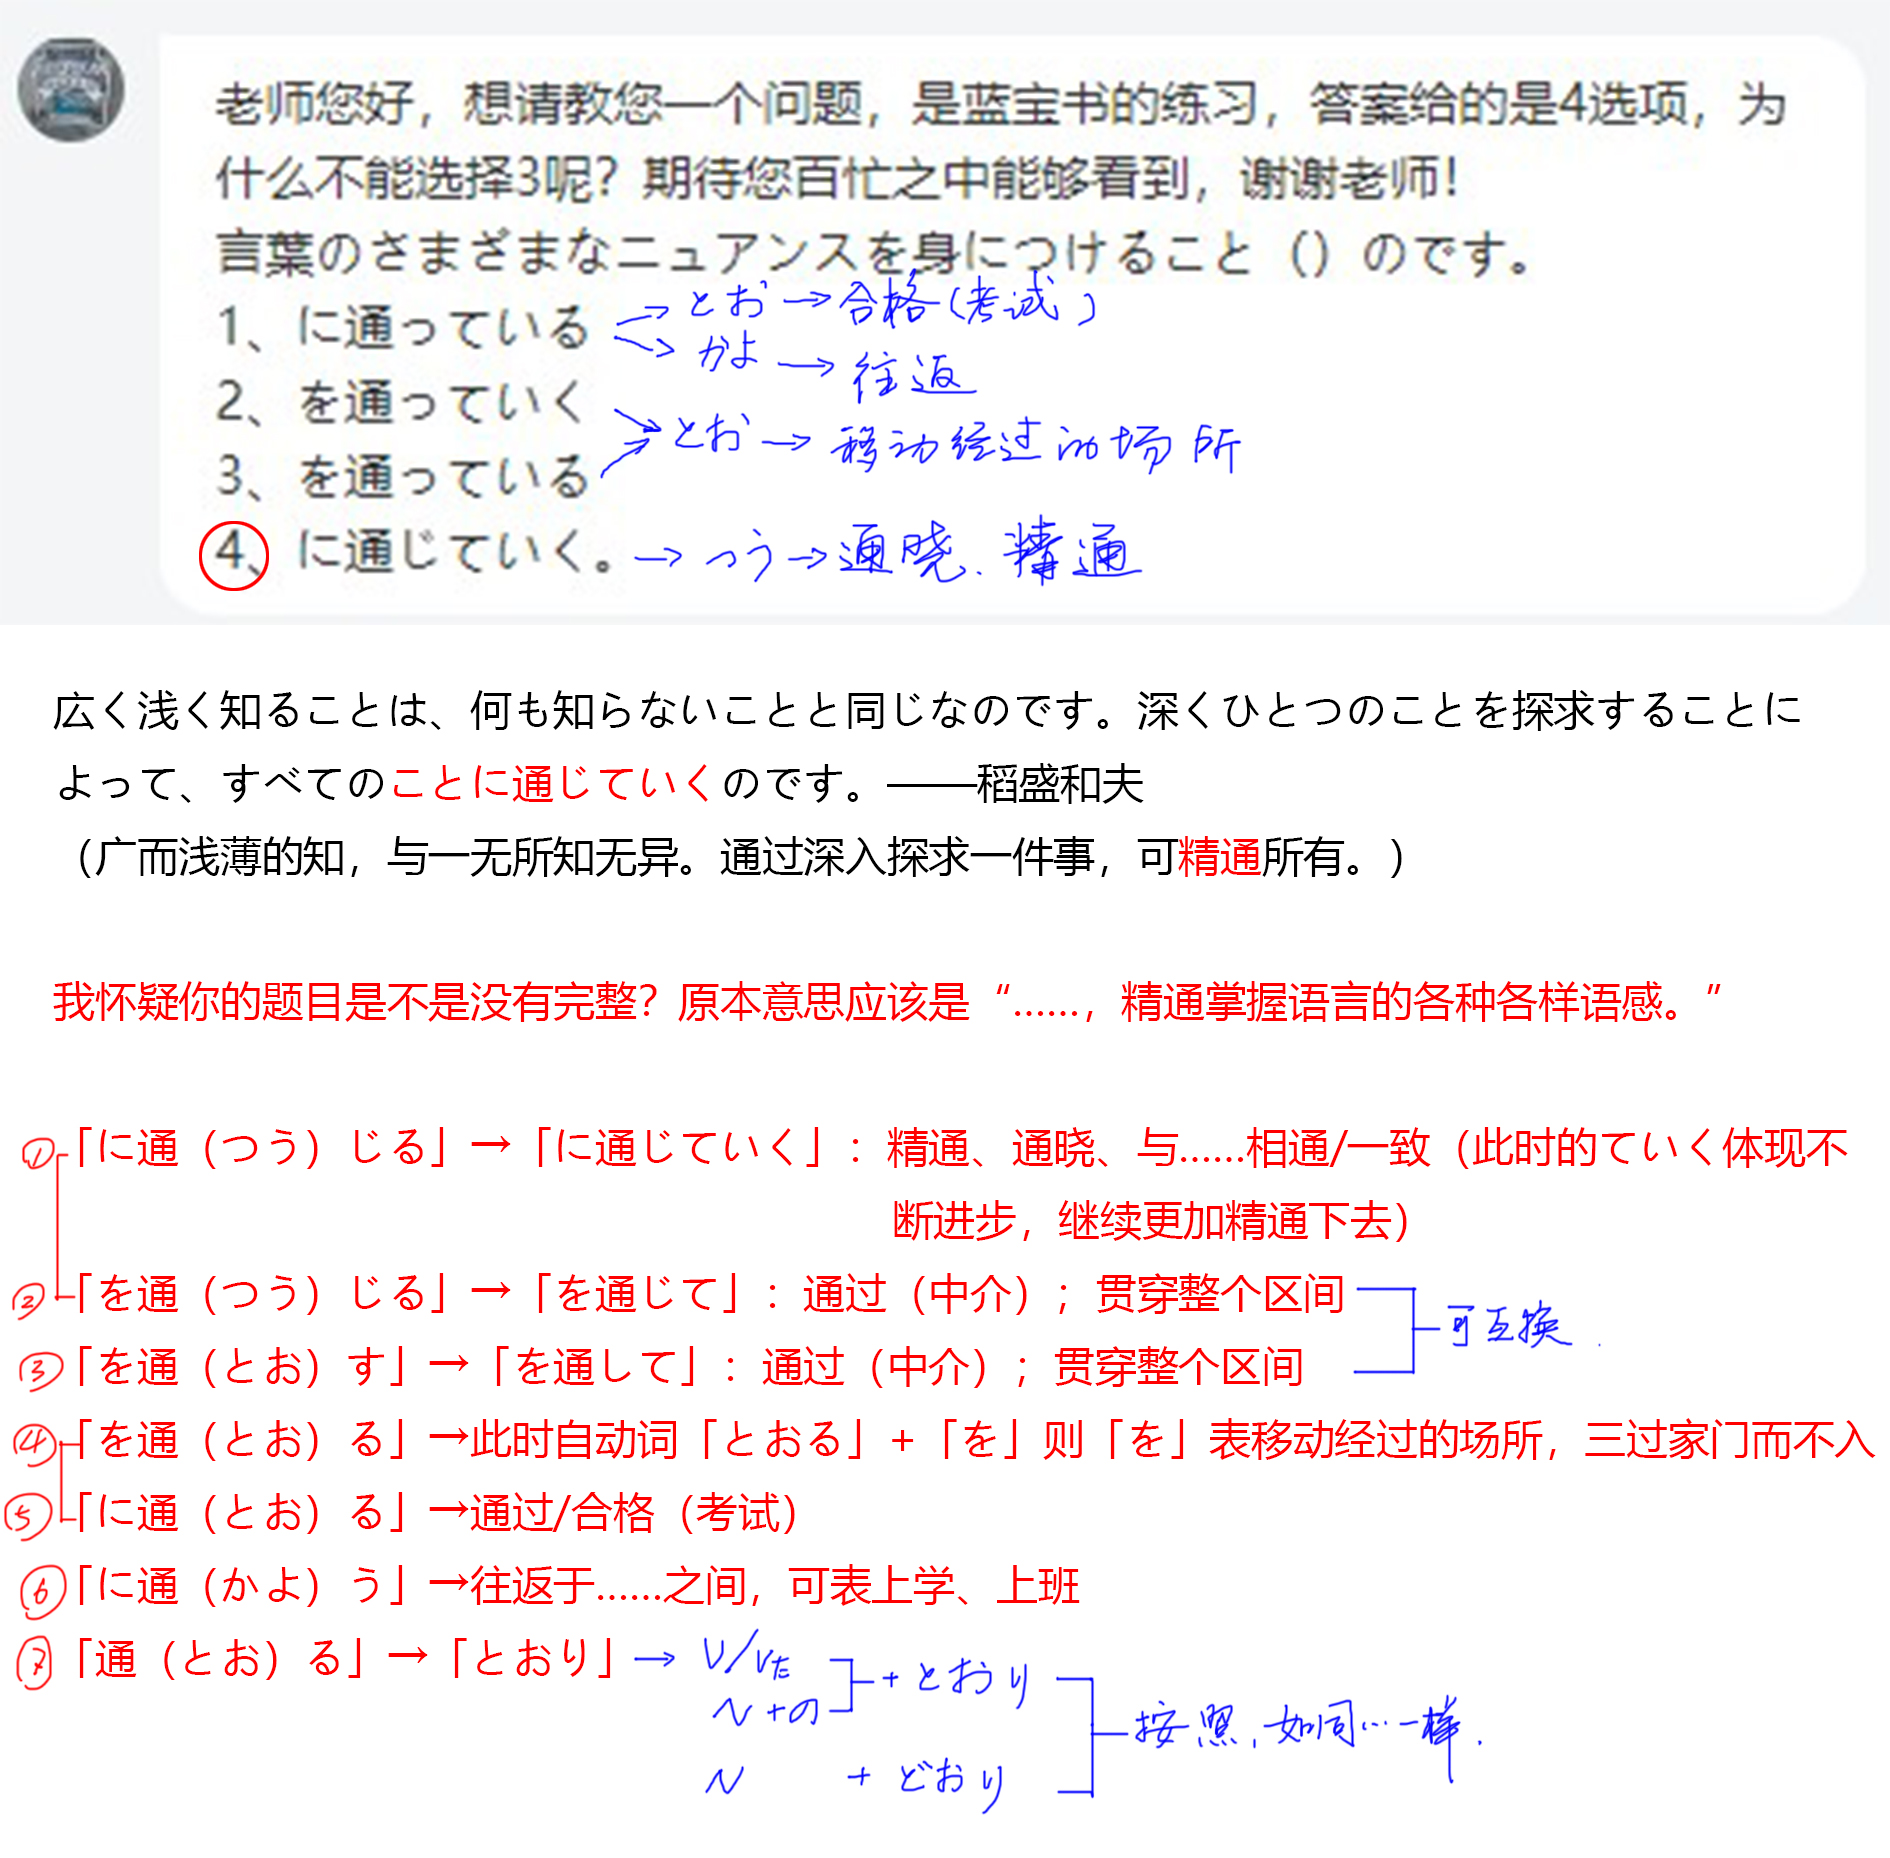 老师您好，想请教您一个问题，是蓝宝书的练习，答案给的是4选项，为
什么不能选择3呢？期待您百忙之中能够看到，谢谢老师！
言葉のさまざまなニュアンスを身につけること（）のです。
1、に通っている
とお→合格(考试)
かよ→往返
2、を通っていく
3、を通っている
とお→移动经过的场所
4、に通じていく。→つう→通晓.精通
広く浅く知ることは、何も知らないことと同じなのです。深くひとつのことを探求することに
よって、すべてのことに通じていくのです。——稻盛和夫
（广而浅薄的知，与一无所知无异。通过深入探求一件事，可精通所有。）
我怀疑你的题目是不是没有完整？原本意思应该是“……，精通掌握语言的各种各样语感。”
①「に通（つう）じる」→「に通じていく」：精通、通晓、与……相通/一致（此时的ていく体现不
断进步，继续更加精通下去）
②「を通（つう）じる」→「を通じて」：通过（中介）；贯穿整个区间
③「を通（とお）す」→「を通して」：通过（中介）；贯穿整个区间
可互换.
④「を通（とお）る」→此时自动词「とおる」+「を」则「を」表移动经过的场所，三过家门而不入
⑤「に通（とお）る」→通过/合格（考试）
⑥「に通（かよ）う」→往返于……之间，可表上学、上班
⑦「通（とお）る」→「とおり」→ V/Vた
N+の
+とおり
N + どおり
按照,如同…一样.